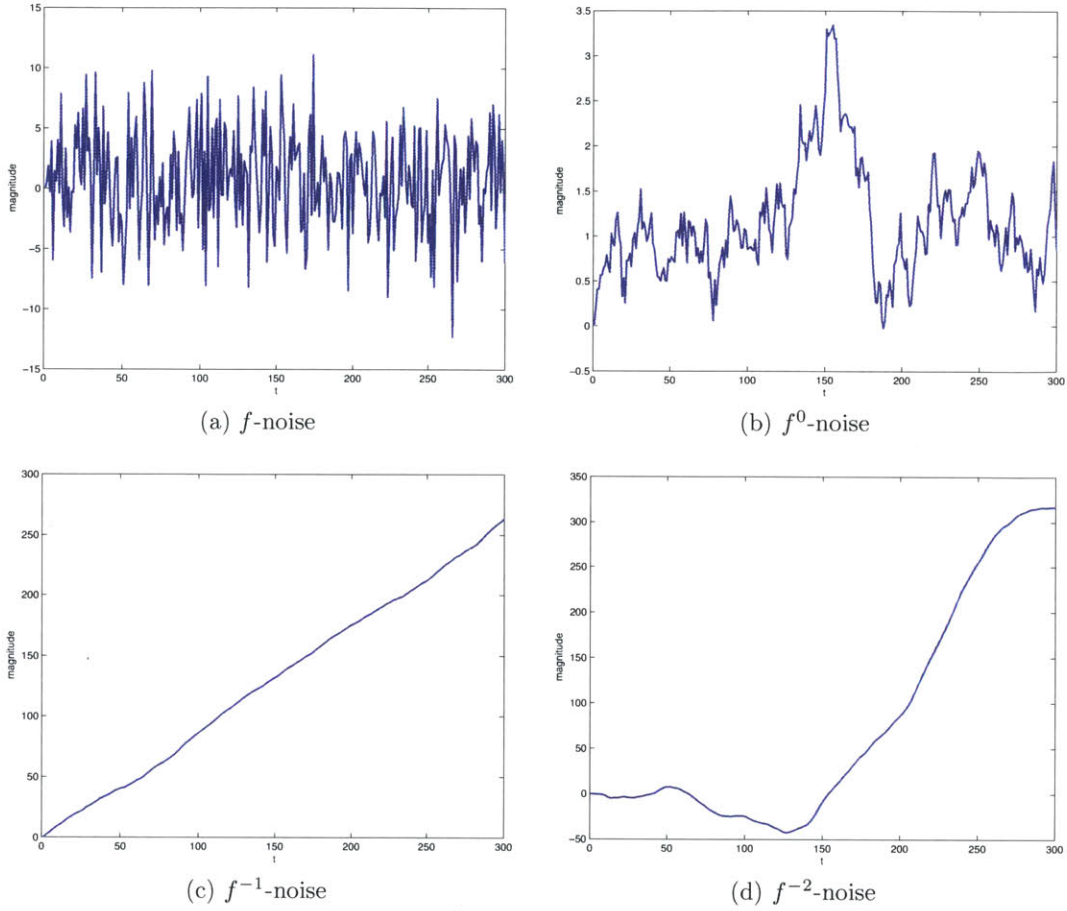 15
10
5
0
−5
−10
−15
magnitude
0 50 100 150 200 250 300
t
(a) f-noise
3.5
3
2.5
2
1.5
1
0.5
0
−0.5
magnitude
0 50 100 150 200 250 300
t
(b) f⁰-noise
300
250
200
150
100
50
0
magnitude
0 50 100 150 200 250 300
t
(c) f⁻¹-noise
350
300
250
200
150
100
50
0
−50
magnitude
0 50 100 150 200 250 300
t
(d) f⁻²-noise